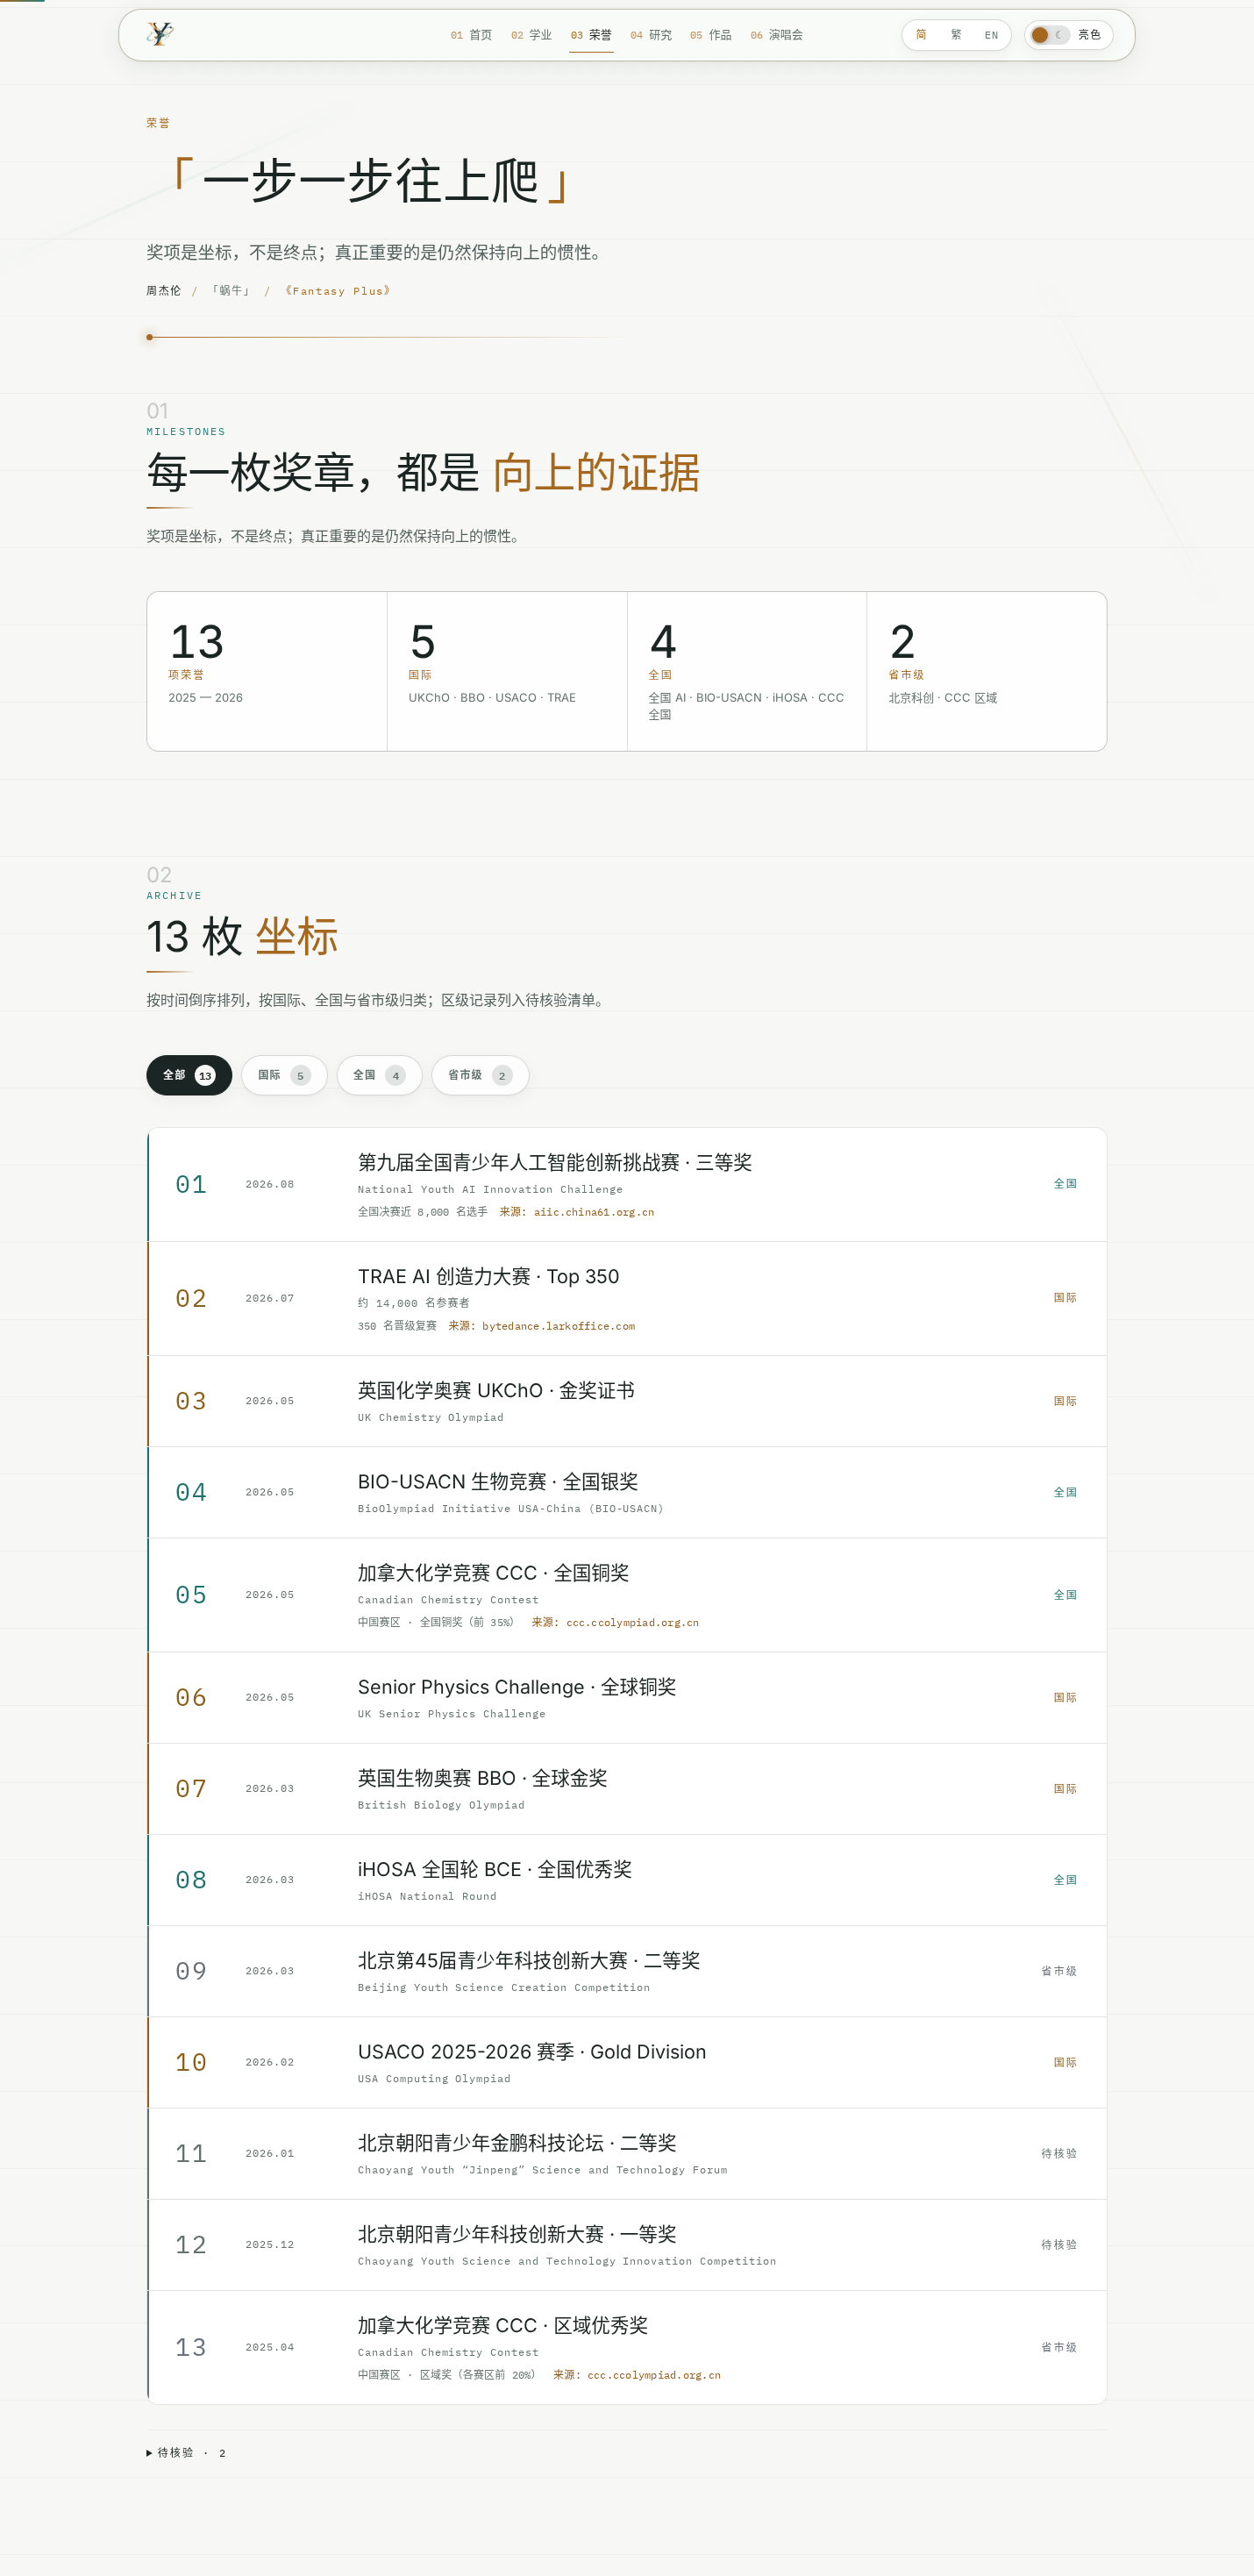 01 首页 02 学业 03 荣誉 04 研究 05 作品 06 演唱会 简 繁 EN 亮色
荣誉
「一步一步往上爬」
奖项是坐标，不是终点；真正重要的是仍然保持向上的惯性。
周杰伦 / 「蜗牛」 / 《Fantasy Plus》
01
MILESTONES
每一枚奖章，都是 向上的证据
奖项是坐标，不是终点；真正重要的是仍然保持向上的惯性。
13
项荣誉
2025 — 2026
5
国际
UKChO · BBO · USACO · TRAE
4
全国
全国 AI · BIO-USACN · iHOSA · CCC
全国
2
省市级
北京科创 · CCC 区域
02
ARCHIVE
13 枚 坐标
按时间倒序排列，按国际、全国与省市级归类；区级记录列入待核验清单。
全部 13 国际 5 全国 4 省市级 2
01 2026.08
第九届全国青少年人工智能创新挑战赛 · 三等奖
National Youth AI Innovation Challenge
全国决赛近 8,000 名选手 来源: aiic.china61.org.cn
全国
02 2026.07
TRAE AI 创造力大赛 · Top 350
约 14,000 名参赛者
350 名晋级复赛 来源: bytedance.larkoffice.com
国际
03 2026.05
英国化学奥赛 UKChO · 金奖证书
UK Chemistry Olympiad
国际
04 2026.05
BIO-USACN 生物竞赛 · 全国银奖
BioOlympiad Initiative USA-China (BIO-USACN)
全国
05 2026.05
加拿大化学竞赛 CCC · 全国铜奖
Canadian Chemistry Contest
中国赛区 · 全国铜奖（前 35%） 来源: ccc.ccolympiad.org.cn
全国
06 2026.05
Senior Physics Challenge · 全球铜奖
UK Senior Physics Challenge
国际
07 2026.03
英国生物奥赛 BBO · 全球金奖
British Biology Olympiad
国际
08 2026.03
iHOSA 全国轮 BCE · 全国优秀奖
iHOSA National Round
全国
09 2026.03
北京第45届青少年科技创新大赛 · 二等奖
Beijing Youth Science Creation Competition
省市级
10 2026.02
USACO 2025-2026 赛季 · Gold Division
USA Computing Olympiad
国际
11 2026.01
北京朝阳青少年金鹏科技论坛 · 二等奖
Chaoyang Youth “Jinpeng” Science and Technology Forum
待核验
12 2025.12
北京朝阳青少年科技创新大赛 · 一等奖
Chaoyang Youth Science and Technology Innovation Competition
待核验
13 2025.04
加拿大化学竞赛 CCC · 区域优秀奖
Canadian Chemistry Contest
中国赛区 · 区域奖（各赛区前 20%） 来源: ccc.ccolympiad.org.cn
省市级
待核验 · 2